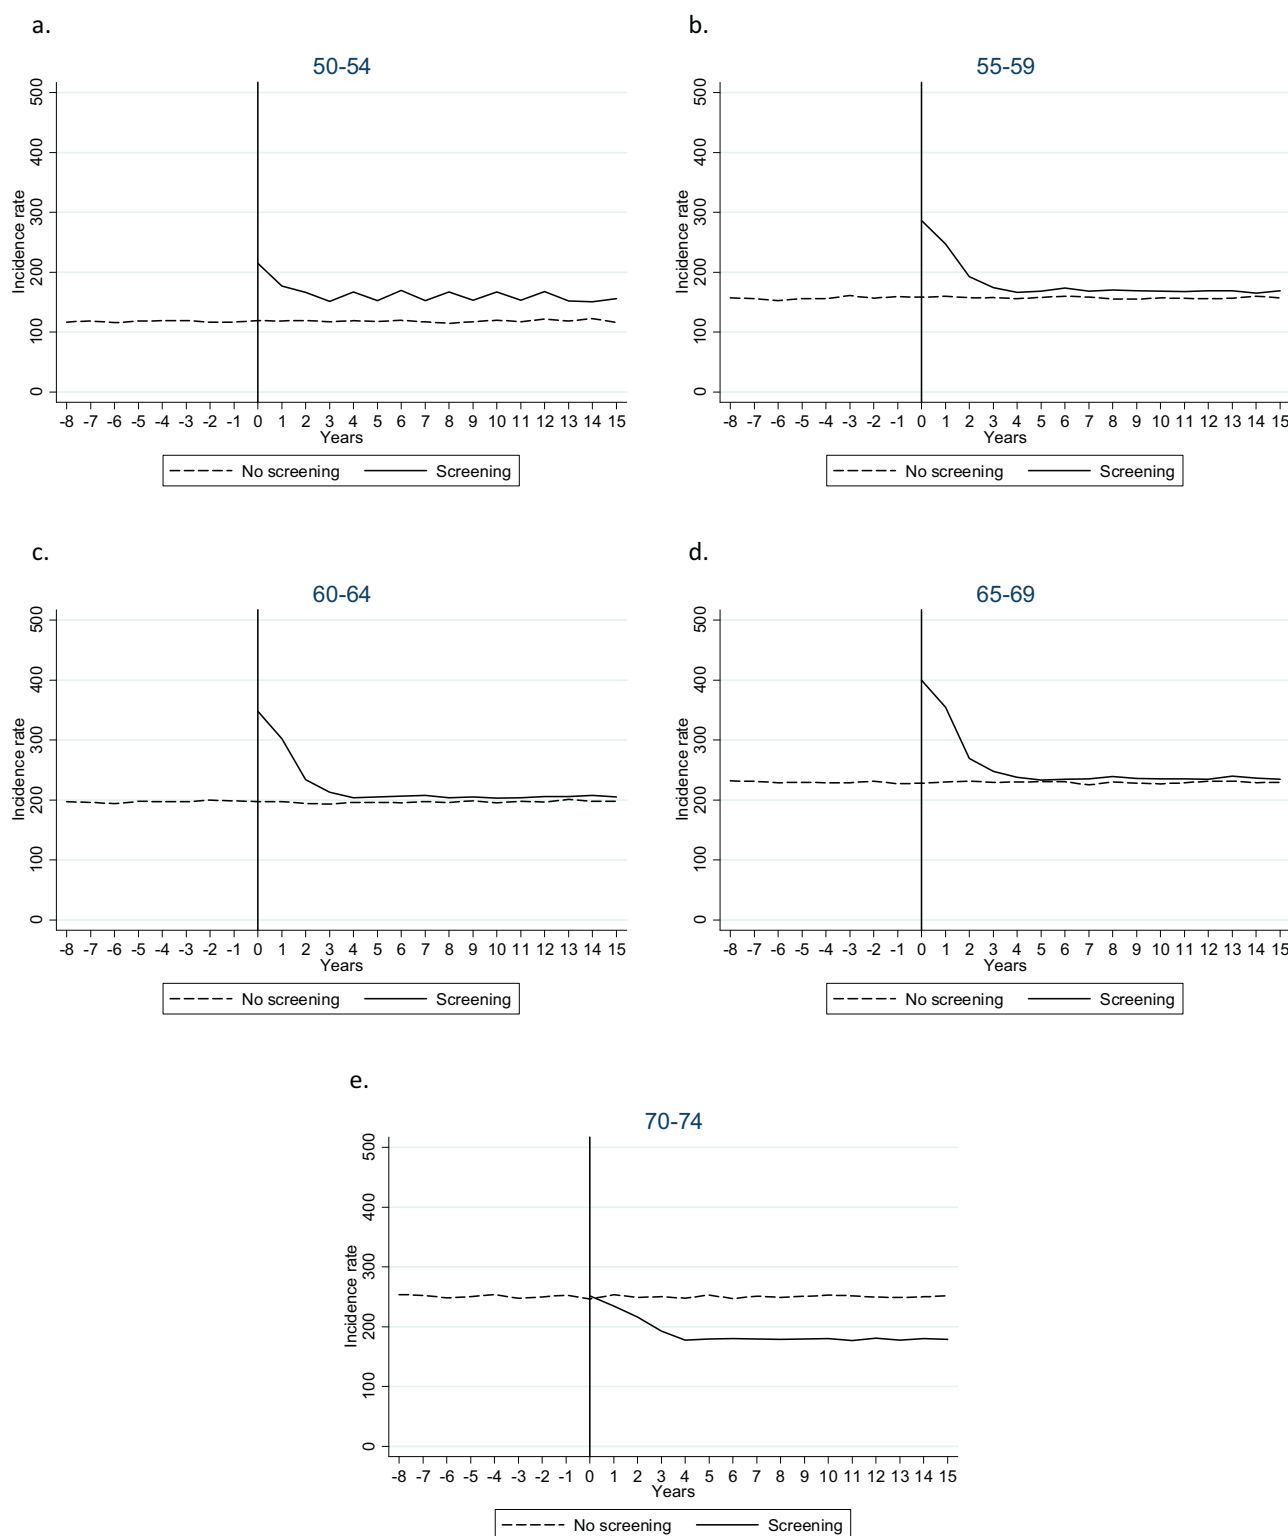 a.
50-54
Incidence rate
500
400
300
200
100
0
-8 -7 -6 -5 -4 -3 -2 -1 0 1 2 3 4 5 6 7 8 9 10 11 12 13 14 15
Years
No screening Screening
b.
55-59
Incidence rate
500
400
300
200
100
0
-8 -7 -6 -5 -4 -3 -2 -1 0 1 2 3 4 5 6 7 8 9 10 11 12 13 14 15
Years
No screening Screening
c.
60-64
Incidence rate
500
400
300
200
100
0
-8 -7 -6 -5 -4 -3 -2 -1 0 1 2 3 4 5 6 7 8 9 10 11 12 13 14 15
Years
No screening Screening
d.
65-69
Incidence rate
500
400
300
200
100
0
-8 -7 -6 -5 -4 -3 -2 -1 0 1 2 3 4 5 6 7 8 9 10 11 12 13 14 15
Years
No screening Screening
e.
70-74
Incidence rate
500
400
300
200
100
0
-8 -7 -6 -5 -4 -3 -2 -1 0 1 2 3 4 5 6 7 8 9 10 11 12 13 14 15
Years
No screening Screening